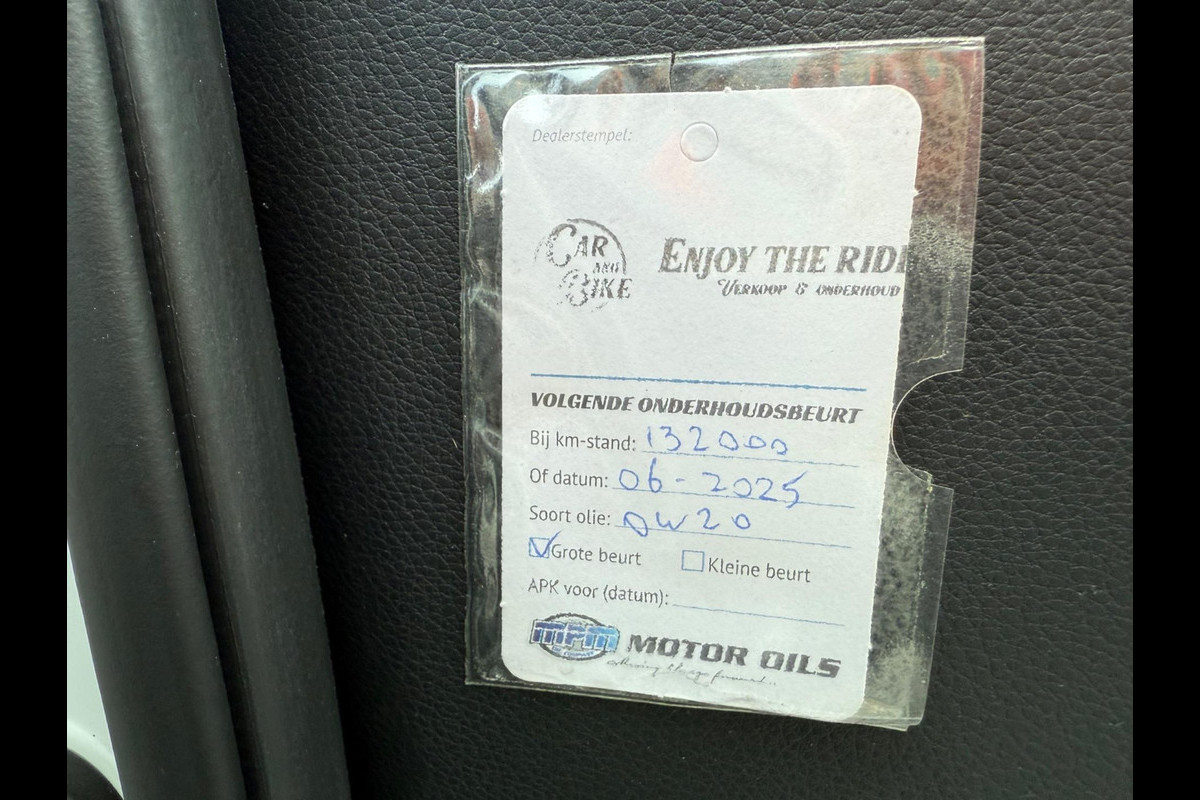 Dealerstempel:
CAR AND BIKE
ENJOY THE RIDE
VERKOOP & ONDERHOUD
VOLGENDE ONDERHOUDSBEURT
Bij km-stand: 132000
Of datum: 06-2025
Soort olie: 0W20
Grote beurt Kleine beurt
APK voor (datum):
mpm MOTOR OILS